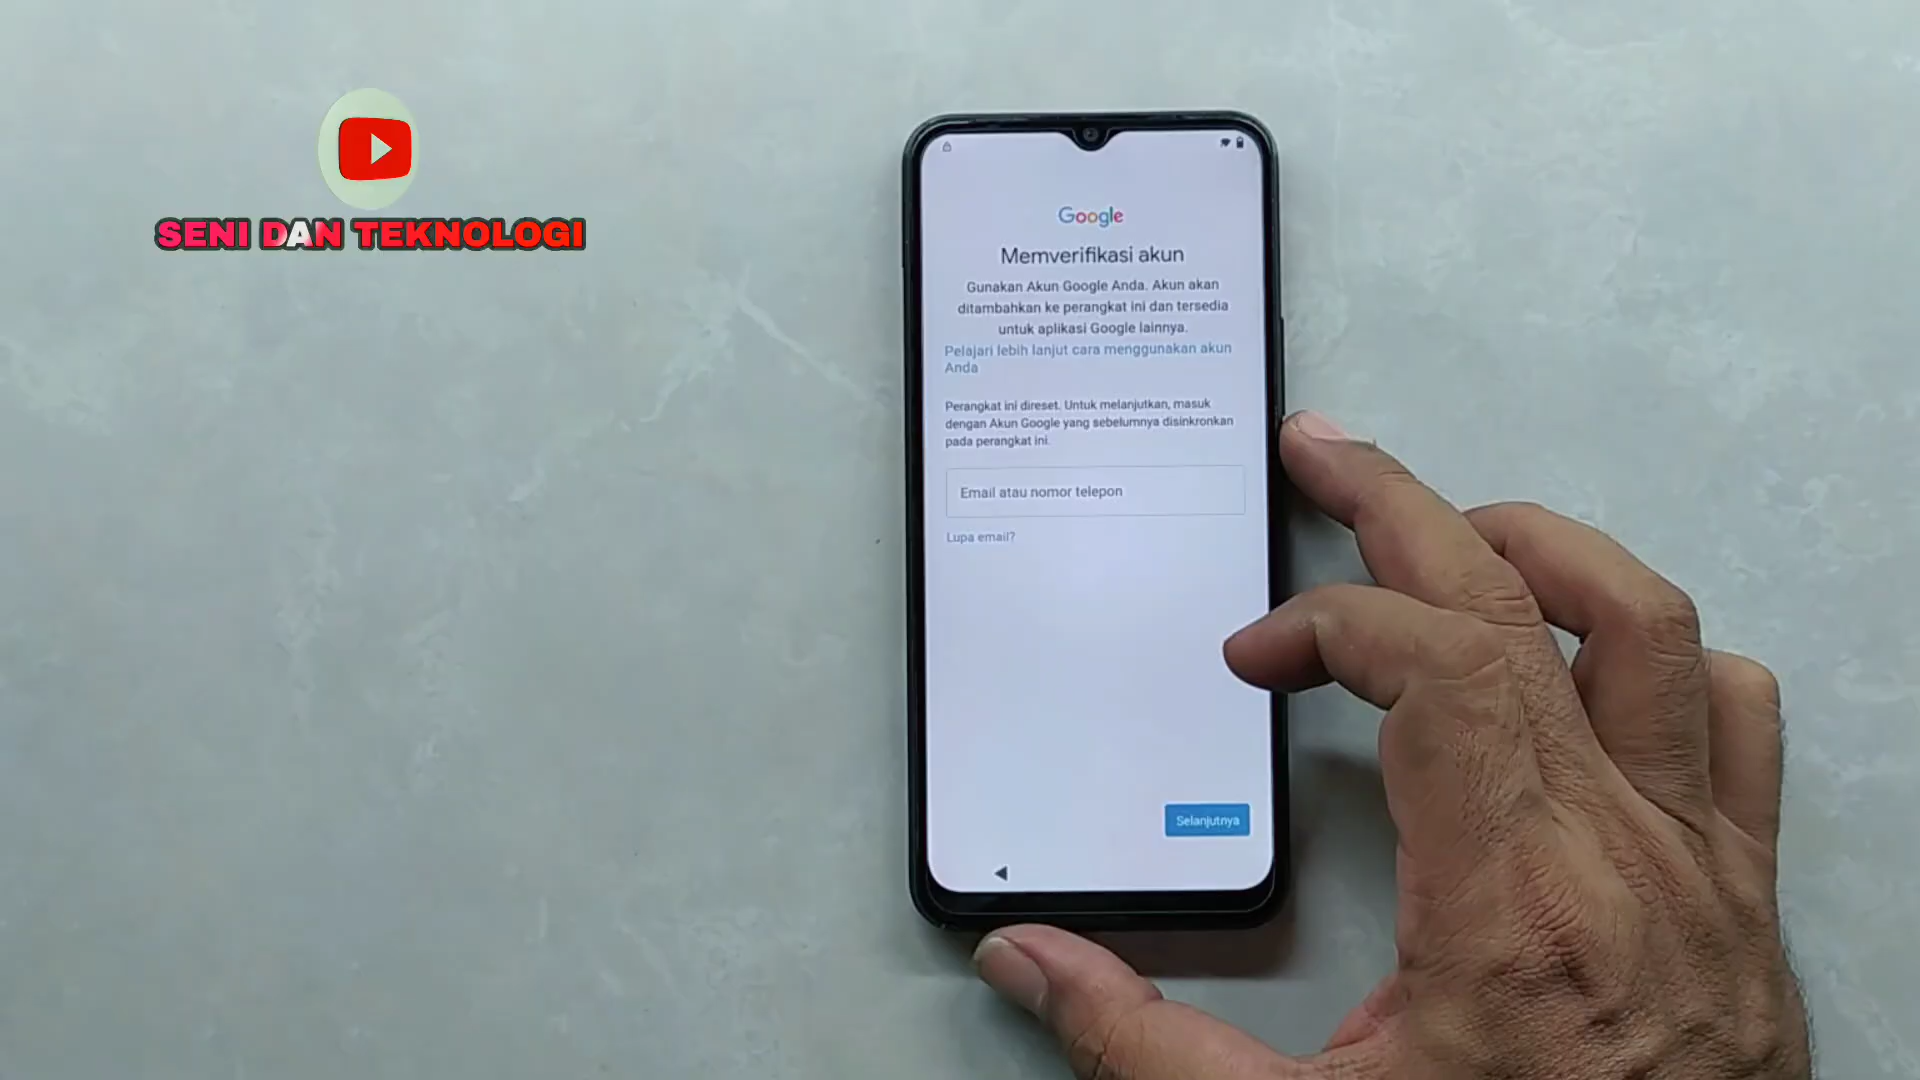 SENI DAN TEKNOLOGI
Google
Memverifikasi akun
Gunakan Akun Google Anda. Akun akan
ditambahkan ke perangkat ini dan tersedia
untuk aplikasi Google lainnya.
Pelajari lebih lanjut cara menggunakan akun
Anda
Perangkat ini direset. Untuk melanjutkan, masuk
dengan Akun Google yang sebelumnya disinkronkan
pada perangkat ini.
Email atau nomor telepon
Lupa email?
Selanjutnya